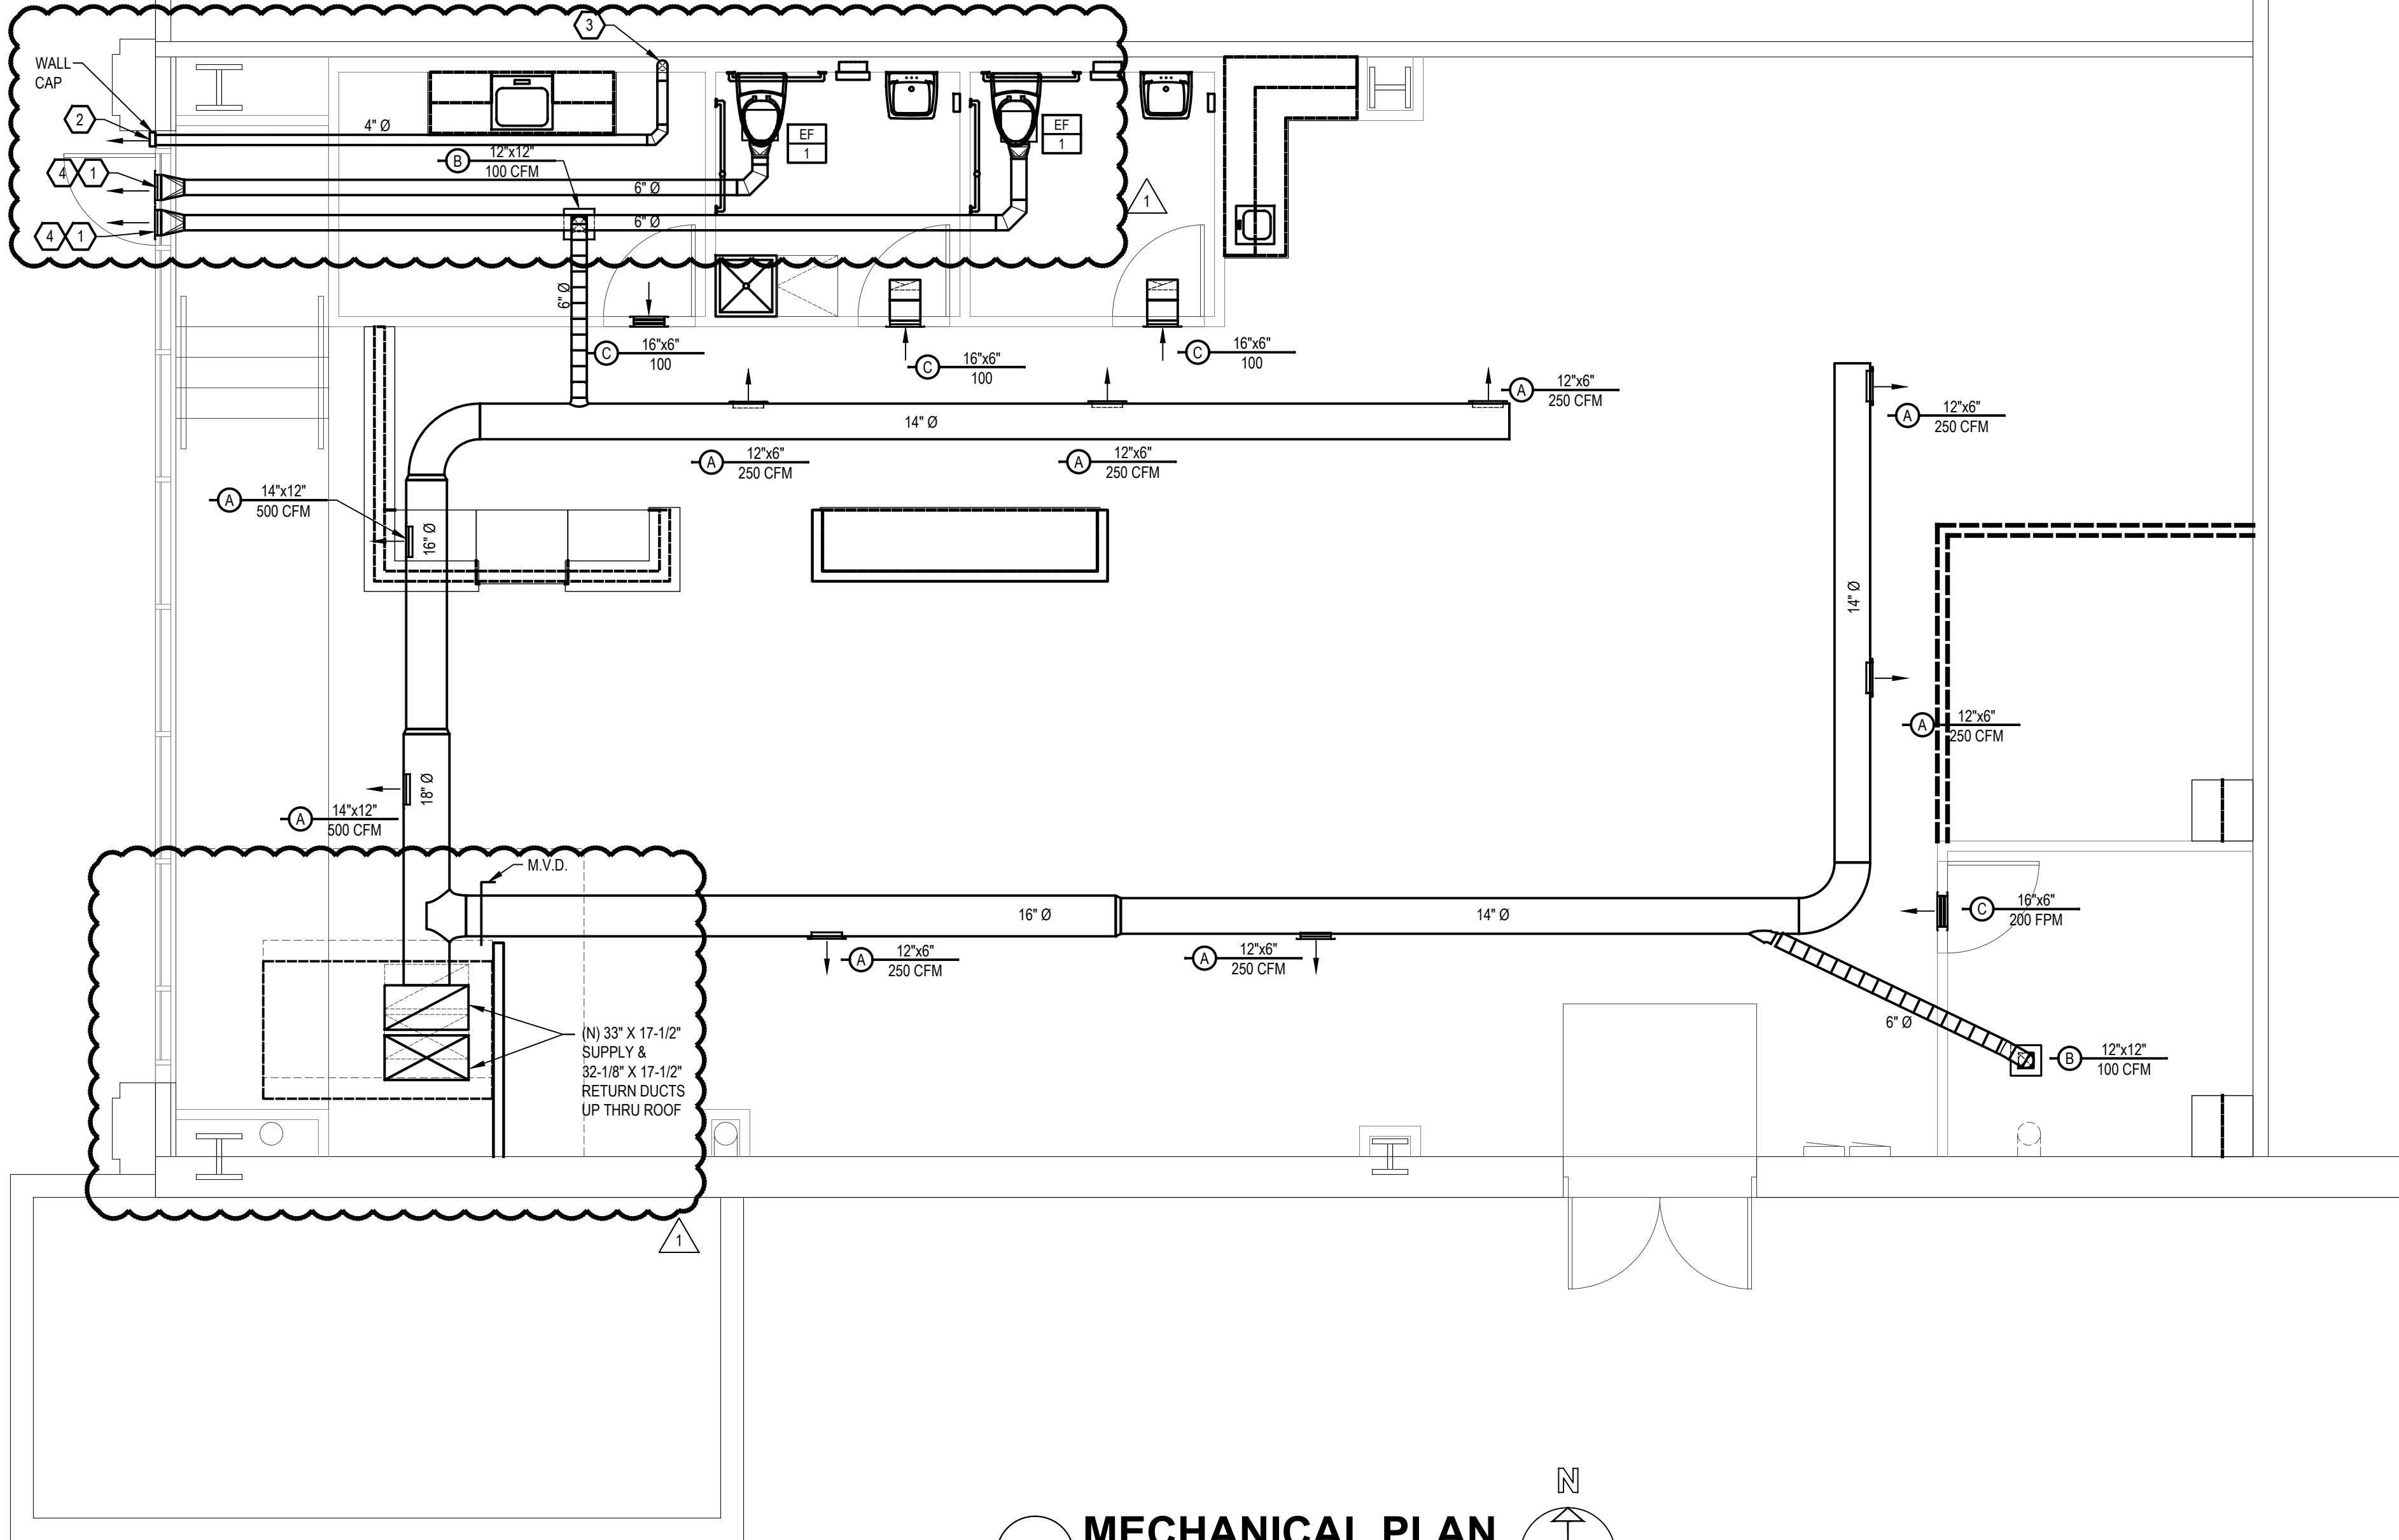 3
WALL
CAP
2
4" Ø
EF
1
EF
1
B
12"x12"
100 CFM
4
1
6" Ø
6" Ø
4
1
1
6" Ø
C
16"x6"
100
C
16"x6"
100
C
16"x6"
100
A
12"x6"
250 CFM
A
12"x6"
250 CFM
14" Ø
A
12"x6"
250 CFM
A
12"x6"
250 CFM
A
14"x12"
500 CFM
16" Ø
14" Ø
A
12"x6"
250 CFM
18" Ø
A
14"x12"
500 CFM
M.V.D.
16" Ø
14" Ø
C
16"x6"
200 FPM
A
12"x6"
250 CFM
A
12"x6"
250 CFM
(N) 33" X 17-1/2"
SUPPLY &
32-1/8" X 17-1/2"
RETURN DUCTS
UP THRU ROOF
6" Ø
B
12"x12"
100 CFM
1
N
MECHANICAL PLAN